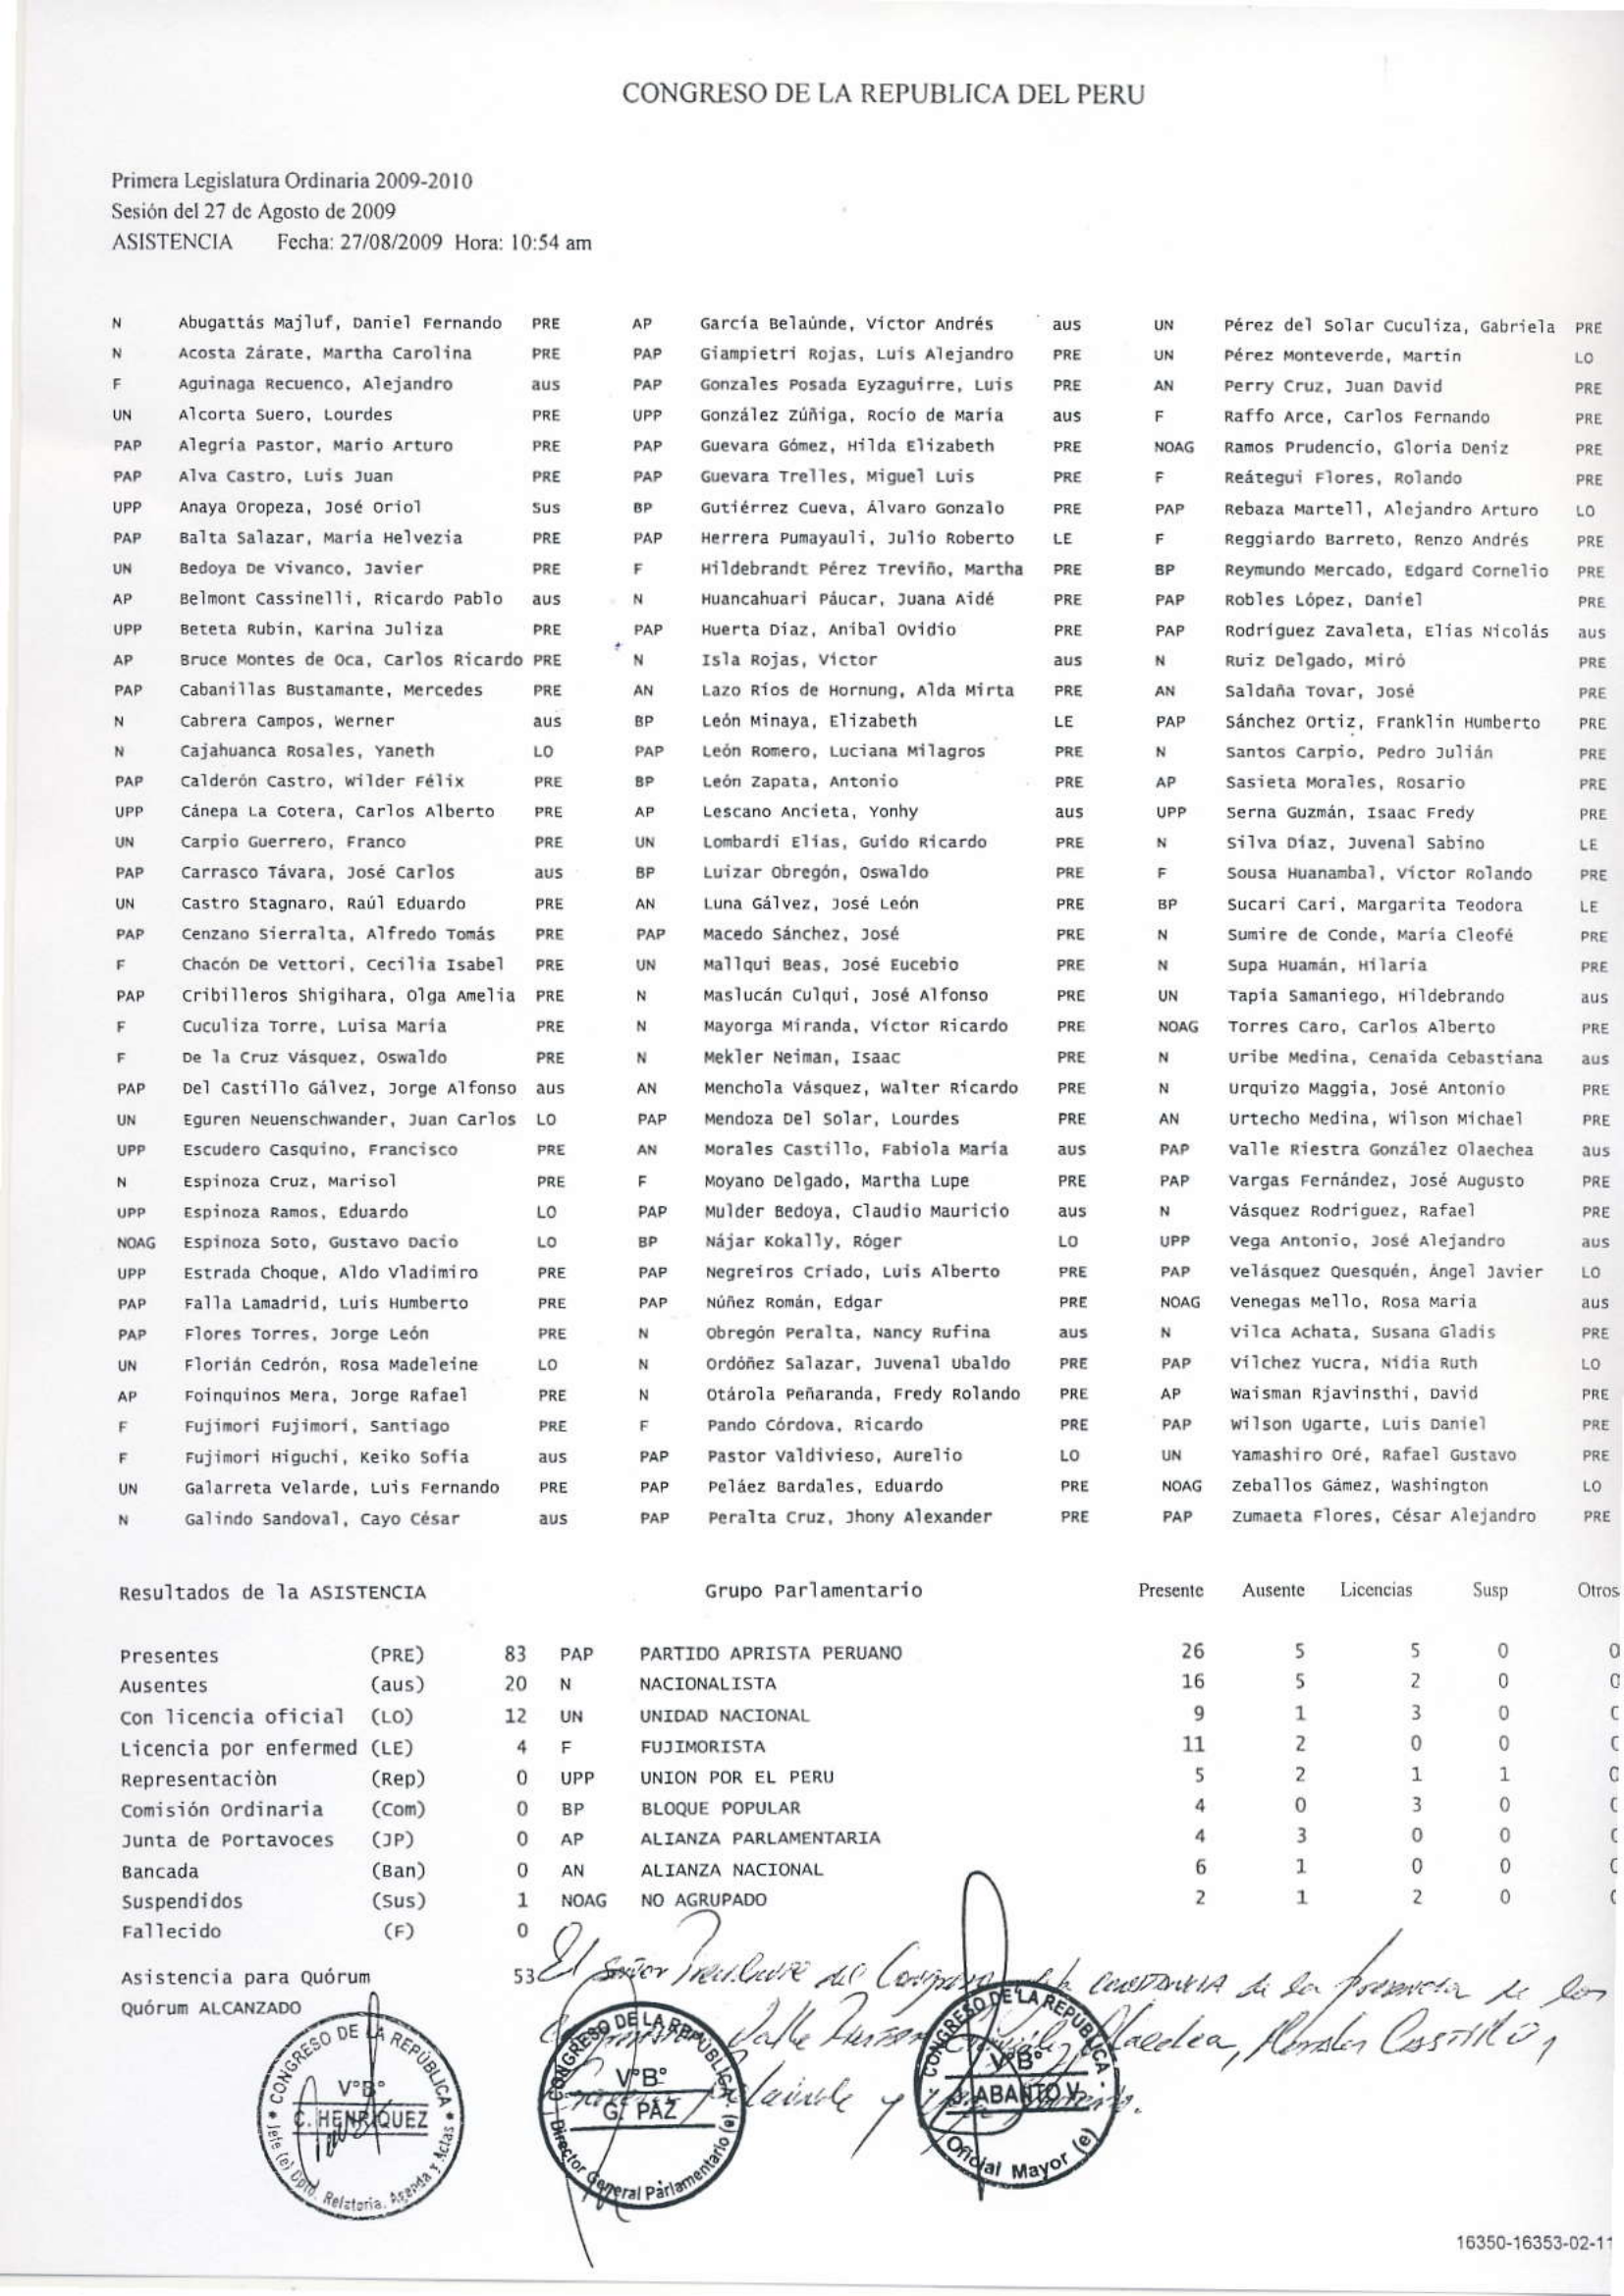 CONGRESO DE LA REPUBLICA DEL PERU
Primera Legislatura Ordinaria 2009-2010
Sesión del 27 de Agosto de 2009
ASISTENCIA Fecha: 27/08/2009 Hora: 10:54 am
N Abugattás Majluf, Daniel Fernando PRE AP García Belaúnde, Víctor Andrés aus UN Pérez del Solar Cuculiza, Gabriela PRE
N Acosta Zárate, Martha Carolina PRE PAP Giampietri Rojas, Luis Alejandro PRE UN Pérez Monteverde, Martin LO
F Aguinaga Recuenco, Alejandro aus PAP Gonzales Posada Eyzaguirre, Luis PRE AN Perry Cruz, Juan David PRE
UN Alcorta Suero, Lourdes PRE UPP González Zúñiga, Rocío de María aus F Raffo Arce, Carlos Fernando PRE
PAP Alegría Pastor, Mario Arturo PRE PAP Guevara Gómez, Hilda Elizabeth PRE NOAG Ramos Prudencio, Gloria Deniz PRE
PAP Alva Castro, Luis Juan PRE PAP Guevara Trelles, Miguel Luis PRE F Reátegui Flores, Rolando PRE
UPP Anaya Oropeza, José Oriol Sus BP Gutiérrez Cueva, Álvaro Gonzalo PRE PAP Rebaza Martell, Alejandro Arturo LO
PAP Balta Salazar, María Helvezia PRE PAP Herrera Pumayauli, Julio Roberto LE F Reggiardo Barreto, Renzo Andrés PRE
UN Bedoya De Vivanco, Javier PRE F Hildebrandt Pérez Treviño, Martha PRE BP Reymundo Mercado, Edgard Cornelio PRE
AP Belmont Cassinelli, Ricardo Pablo aus N Huancahuari Páucar, Juana Aidé PRE PAP Robles López, Daniel PRE
UPP Beteta Rubín, Karina Juliza PRE PAP Huerta Díaz, Aníbal Ovidio PRE PAP Rodríguez Zavaleta, Elías Nicolás aus
AP Bruce Montes de Oca, Carlos Ricardo PRE N Isla Rojas, Víctor aus N Ruiz Delgado, Miró PRE
PAP Cabanillas Bustamante, Mercedes PRE AN Lazo Ríos de Hornung, Alda Mirta PRE AN Saldaña Tovar, José PRE
N Cabrera Campos, Werner aus BP León Minaya, Elizabeth LE PAP Sánchez Ortiz, Franklin Humberto PRE
N Cajahuanca Rosales, Yaneth LO PAP León Romero, Luciana Milagros PRE N Santos Carpio, Pedro Julián PRE
PAP Calderón Castro, Wilder Félix PRE BP León Zapata, Antonio PRE AP Sasieta Morales, Rosario PRE
UPP Cánepa La Cotera, Carlos Alberto PRE AP Lescano Ancieta, Yonhy aus UPP Serna Guzmán, Isaac Fredy PRE
UN Carpio Guerrero, Franco PRE UN Lombardi Elías, Guido Ricardo PRE N Silva Díaz, Juvenal Sabino LE
PAP Carrasco Távara, José Carlos aus BP Luizar Obregón, Oswaldo PRE F Sousa Huanambal, Víctor Rolando PRE
UN Castro Stagnaro, Raúl Eduardo PRE AN Luna Gálvez, José León PRE BP Sucari Cari, Margarita Teodora LE
PAP Cenzano Sierralta, Alfredo Tomás PRE PAP Macedo Sánchez, José PRE N Sumire de Conde, María Cleofé PRE
F Chacón De Vettori, Cecilia Isabel PRE UN Mallqui Beas, José Eucebio PRE N Supa Huamán, Hilaria PRE
PAP Cribilleros Shigihara, Olga Amelia PRE N Maslucán Culqui, José Alfonso PRE UN Tapia Samaniego, Hildebrando aus
F Cuculiza Torre, Luisa María PRE N Mayorga Miranda, Víctor Ricardo PRE NOAG Torres Caro, Carlos Alberto PRE
F De la Cruz Vásquez, Oswaldo PRE N Mekler Neiman, Isaac PRE N Uribe Medina, Cenaida Cebastiana aus
PAP Del Castillo Gálvez, Jorge Alfonso aus AN Menchola Vásquez, Walter Ricardo PRE N Urquizo Maggia, José Antonio PRE
UN Eguren Neuenschwander, Juan Carlos LO PAP Mendoza Del Solar, Lourdes PRE AN Urtecho Medina, Wilson Michael PRE
UPP Escudero Casquino, Francisco PRE AN Morales Castillo, Fabiola María aus PAP Valle Riestra González Olaechea aus
N Espinoza Cruz, Marisol PRE F Moyano Delgado, Martha Lupe PRE PAP Vargas Fernández, José Augusto PRE
UPP Espinoza Ramos, Eduardo LO PAP Mulder Bedoya, Claudio Mauricio aus N Vásquez Rodríguez, Rafael PRE
NOAG Espinoza Soto, Gustavo Dacio LO BP Nájar Kokally, Róger LO UPP Vega Antonio, José Alejandro aus
UPP Estrada Choque, Aldo Vladimiro PRE PAP Negreiros Criado, Luis Alberto PRE PAP Velásquez Quesquén, Ángel Javier LO
PAP Falla Lamadrid, Luis Humberto PRE PAP Núñez Román, Edgar PRE NOAG Venegas Mello, Rosa María aus
PAP Flores Torres, Jorge León PRE N Obregón Peralta, Nancy Rufina aus N Vilca Achata, Susana Gladis PRE
UN Florián Cedrón, Rosa Madeleine LO N Ordóñez Salazar, Juvenal Ubaldo PRE PAP Vílchez Yucra, Nidia Ruth LO
AP Foinquinos Mera, Jorge Rafael PRE N Otárola Peñaranda, Fredy Rolando PRE AP Waisman Rjavinsthi, David PRE
F Fujimori Fujimori, Santiago PRE F Pando Córdova, Ricardo PRE PAP Wilson Ugarte, Luis Daniel PRE
F Fujimori Higuchi, Keiko Sofía aus PAP Pastor Valdivieso, Aurelio LO UN Yamashiro Oré, Rafael Gustavo PRE
UN Galarreta Velarde, Luis Fernando PRE PAP Peláez Bardales, Eduardo PRE NOAG Zeballos Gámez, Washington LO
N Galindo Sandoval, Cayo César aus PAP Peralta Cruz, Jhony Alexander PRE PAP Zumaeta Flores, César Alejandro PRE
Resultados de la ASISTENCIA Grupo Parlamentario Presente Ausente Licencias Susp Otros
Presentes (PRE) 83 PAP PARTIDO APRISTA PERUANO 26 5 5 0 0
Ausentes (aus) 20 N NACIONALISTA 16 5 2 0 0
Con licencia oficial (LO) 12 UN UNIDAD NACIONAL 9 1 3 0
Licencia por enfermed (LE) 4 F FUJIMORISTA 11 2 0 0
Representaciòn (Rep) 0 UPP UNION POR EL PERU 5 2 1 1
Comisión Ordinaria (Com) 0 BP BLOQUE POPULAR 4 0 3 0
Junta de Portavoces (JP) 0 AP ALIANZA PARLAMENTARIA 4 3 0 0
Bancada (Ban) 0 AN ALIANZA NACIONAL 6 1 0 0
Suspendidos (Sus) 1 NOAG NO AGRUPADO 2 1 2 0
Fallecido (F) 0
Asistencia para Quórum 53
El señor Presidente del Congreso constancia de la presencia de los
Quórum ALCANZADO
Valle Riestra González Olaechea, Morales Castillo,
Belaúnde y
CONGRESO DE LA REPÚBLICA
V°B°
C. HENRÍQUEZ
Jefe (e) Dpto. Relatoría, Agenda y Actas
CONGRESO DE LA REPÚBLICA
V°B°
G. PAZ
Director General Parlamentario (e)
CONGRESO DE LA REPUBLICA
V°B°
J. ABANTO V.
Oficial Mayor (e)
16350-16353-02-11